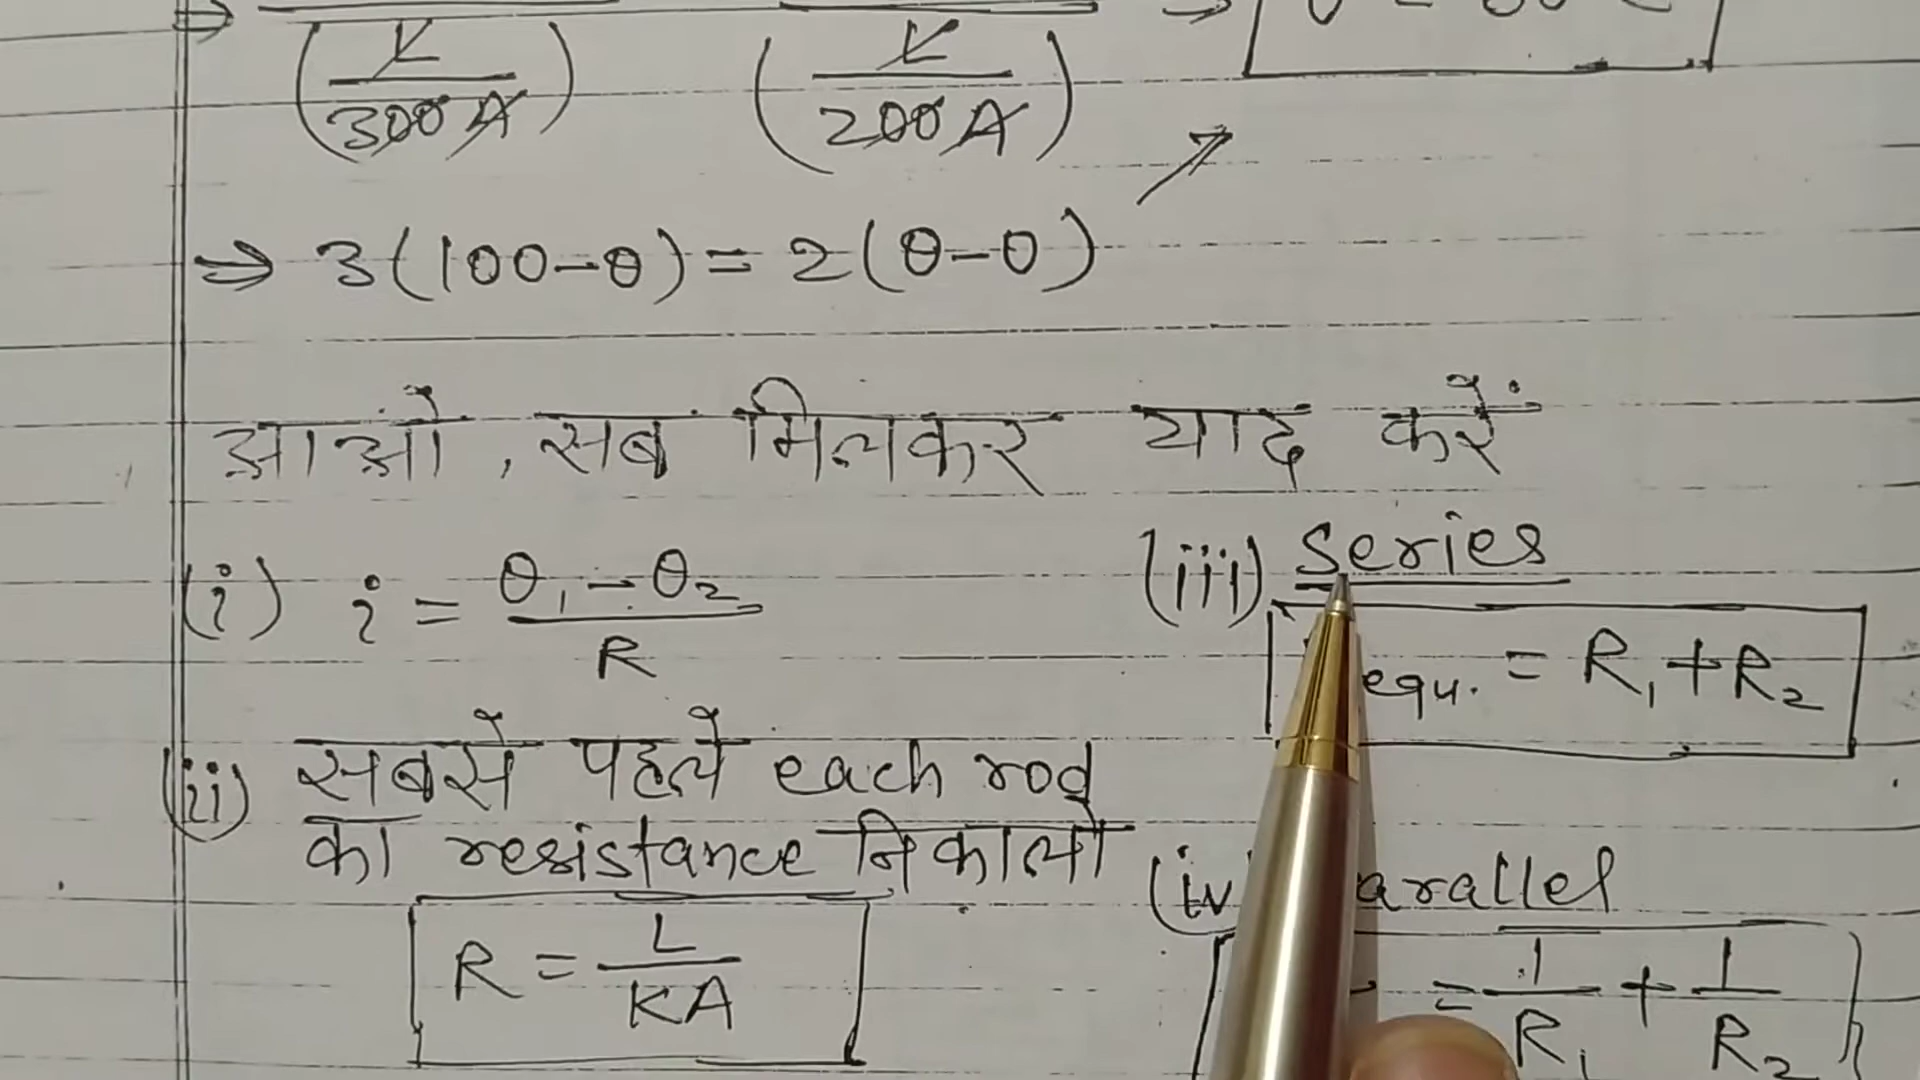 ⇒ L/(300A) L/(200A) ⇒
⇒ 3(100-θ) = 2(θ-0)
आओ, सब मिलकर याद करें
(i) i = (θ₁ - θ₂)/R
(ii) सबसे पहले each rod
का resistance निकालो
R = L/KA
(iii) Series
equ. = R₁ + R₂
(iv) arallel
= 1/R₁ + 1/R₂